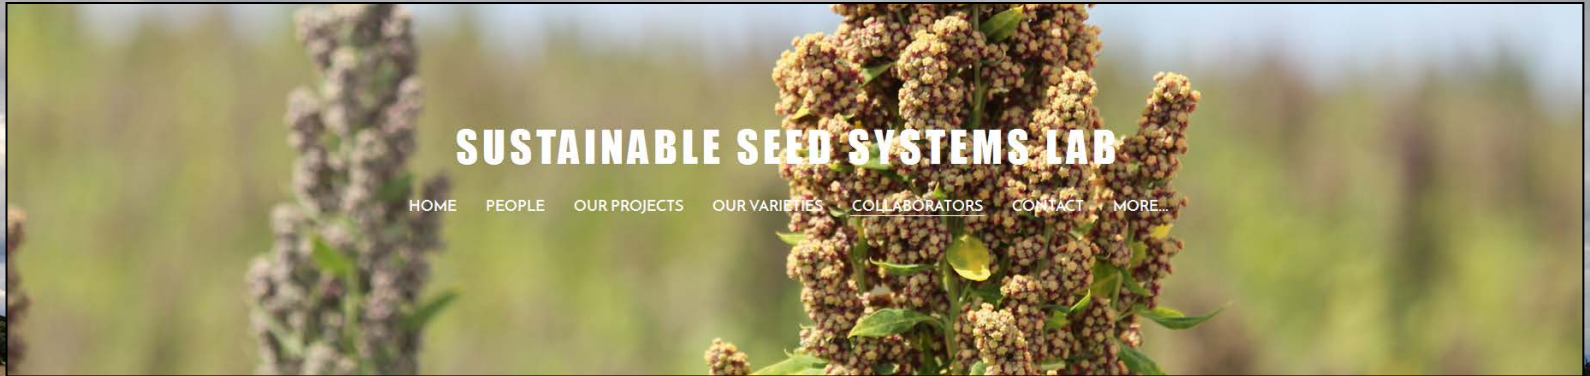 SUSTAINABLE SEED SYSTEMS LAB
HOME PEOPLE OUR PROJECTS OUR VARIETIES COLLABORATORS CONTACT MORE...